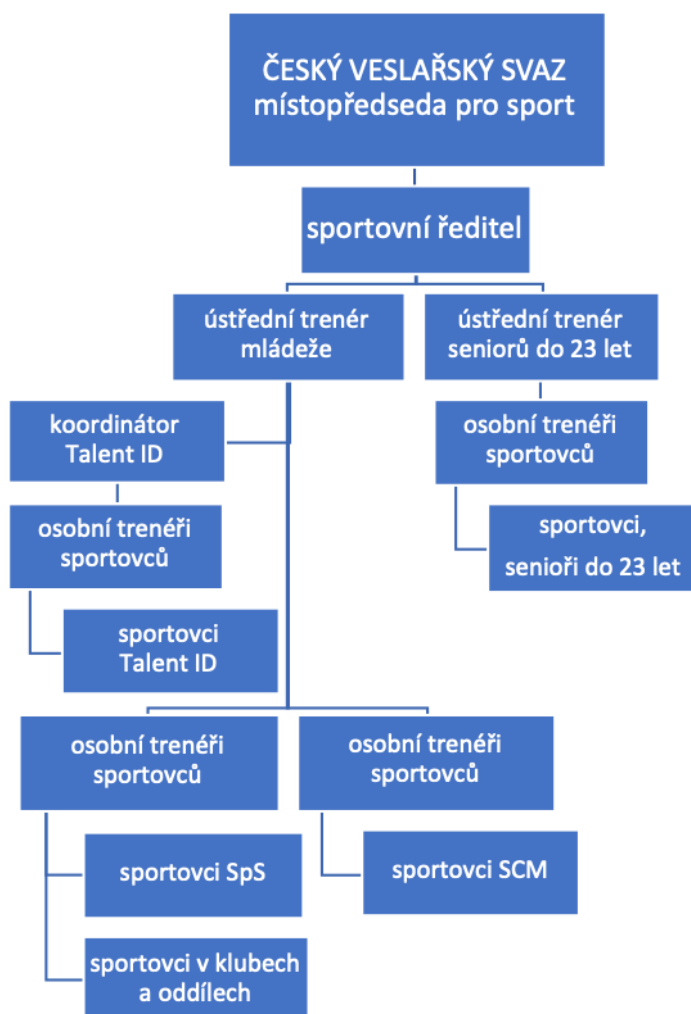 ČESKÝ VESLAŘSKÝ SVAZ
místopředseda pro sport
sportovní ředitel
ústřední trenér
mládeže
ústřední trenér
seniorů do 23 let
koordinátor
Talent ID
osobní trenéři
sportovců
osobní trenéři
sportovců
sportovci,
senioři do 23 let
sportovci
Talent ID
osobní trenéři
sportovců
osobní trenéři
sportovců
sportovci SpS
sportovci SCM
sportovci v klubech
a oddílech